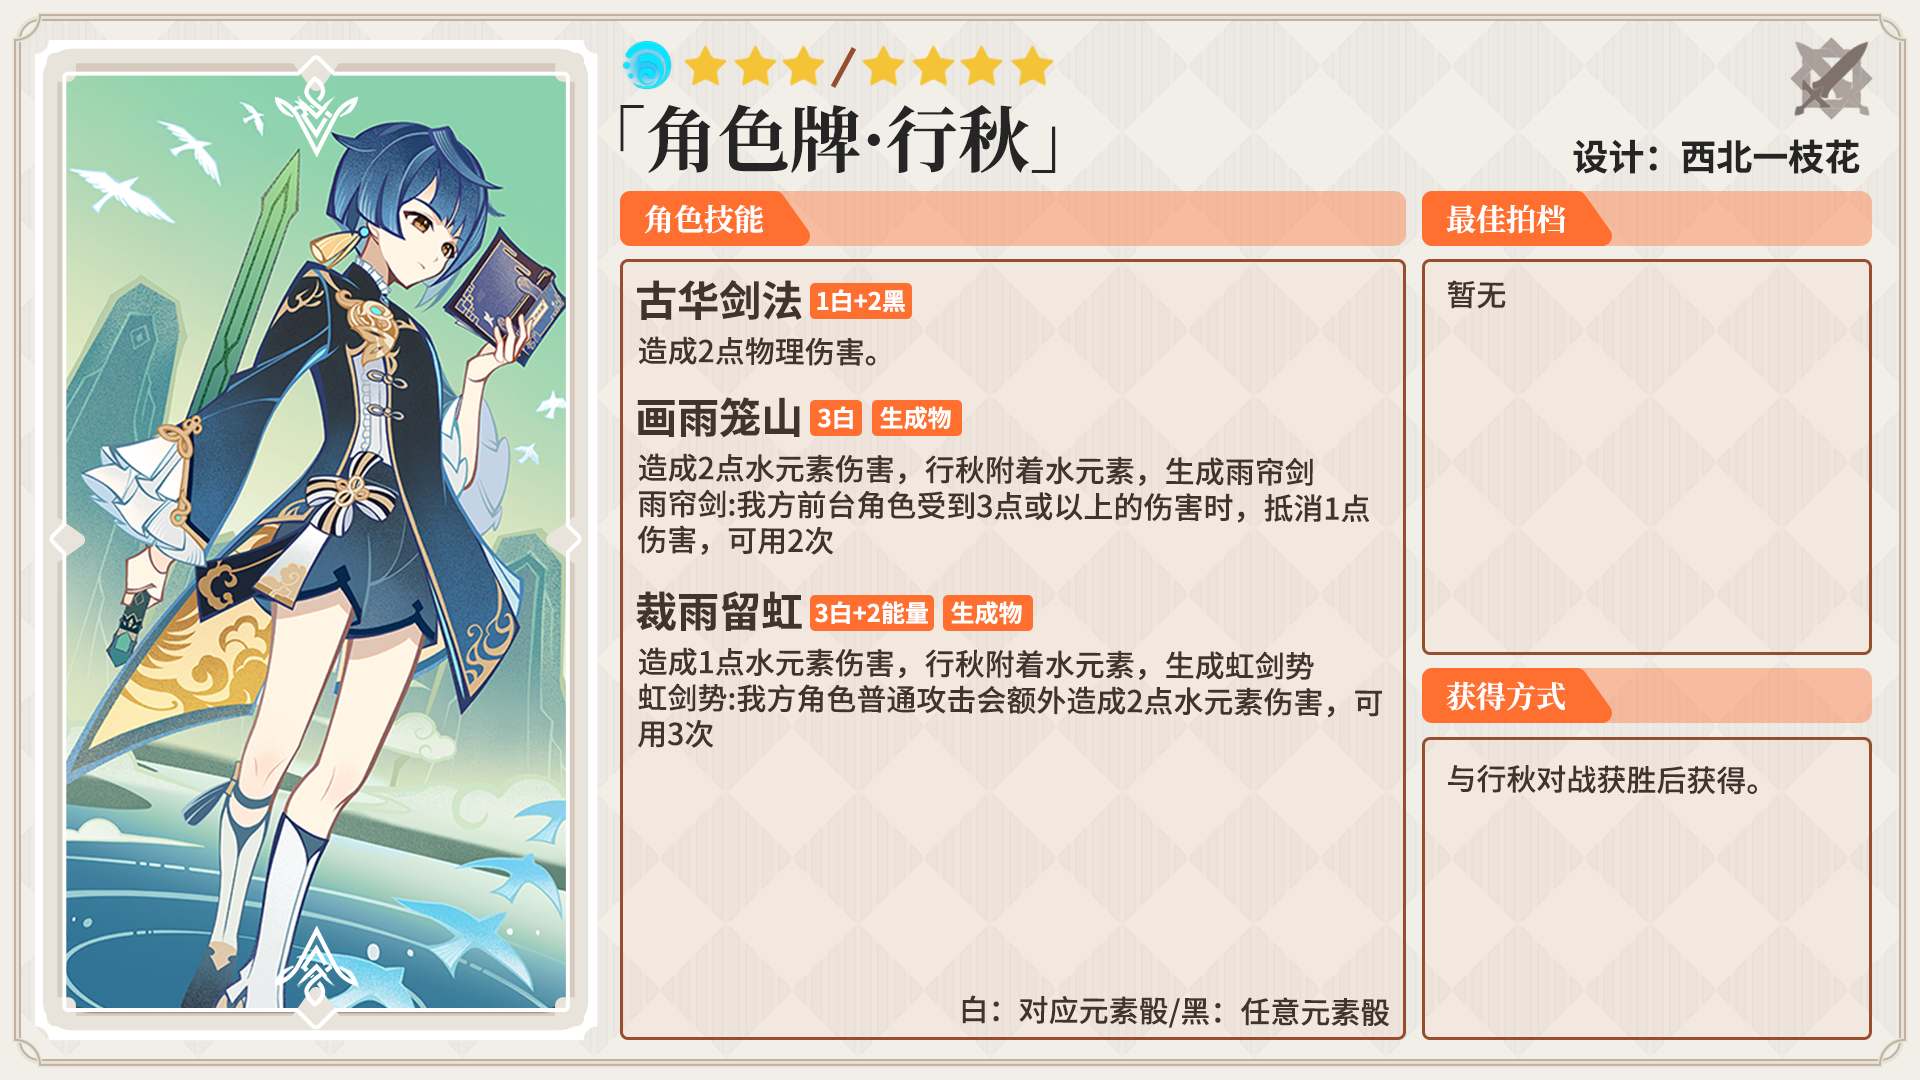 「角色牌·行秋」
设计：西北一枝花
角色技能
古华剑法 1白+2黑
造成2点物理伤害。
画雨笼山 3白 生成物
造成2点水元素伤害，行秋附着水元素，生成雨帘剑
雨帘剑:我方前台角色受到3点或以上的伤害时，抵消1点
伤害，可用2次
裁雨留虹 3白+2能量 生成物
造成1点水元素伤害，行秋附着水元素，生成虹剑势
虹剑势:我方角色普通攻击会额外造成2点水元素伤害，可
用3次
白：对应元素骰/黑：任意元素骰
最佳拍档
暂无
获得方式
与行秋对战获胜后获得。